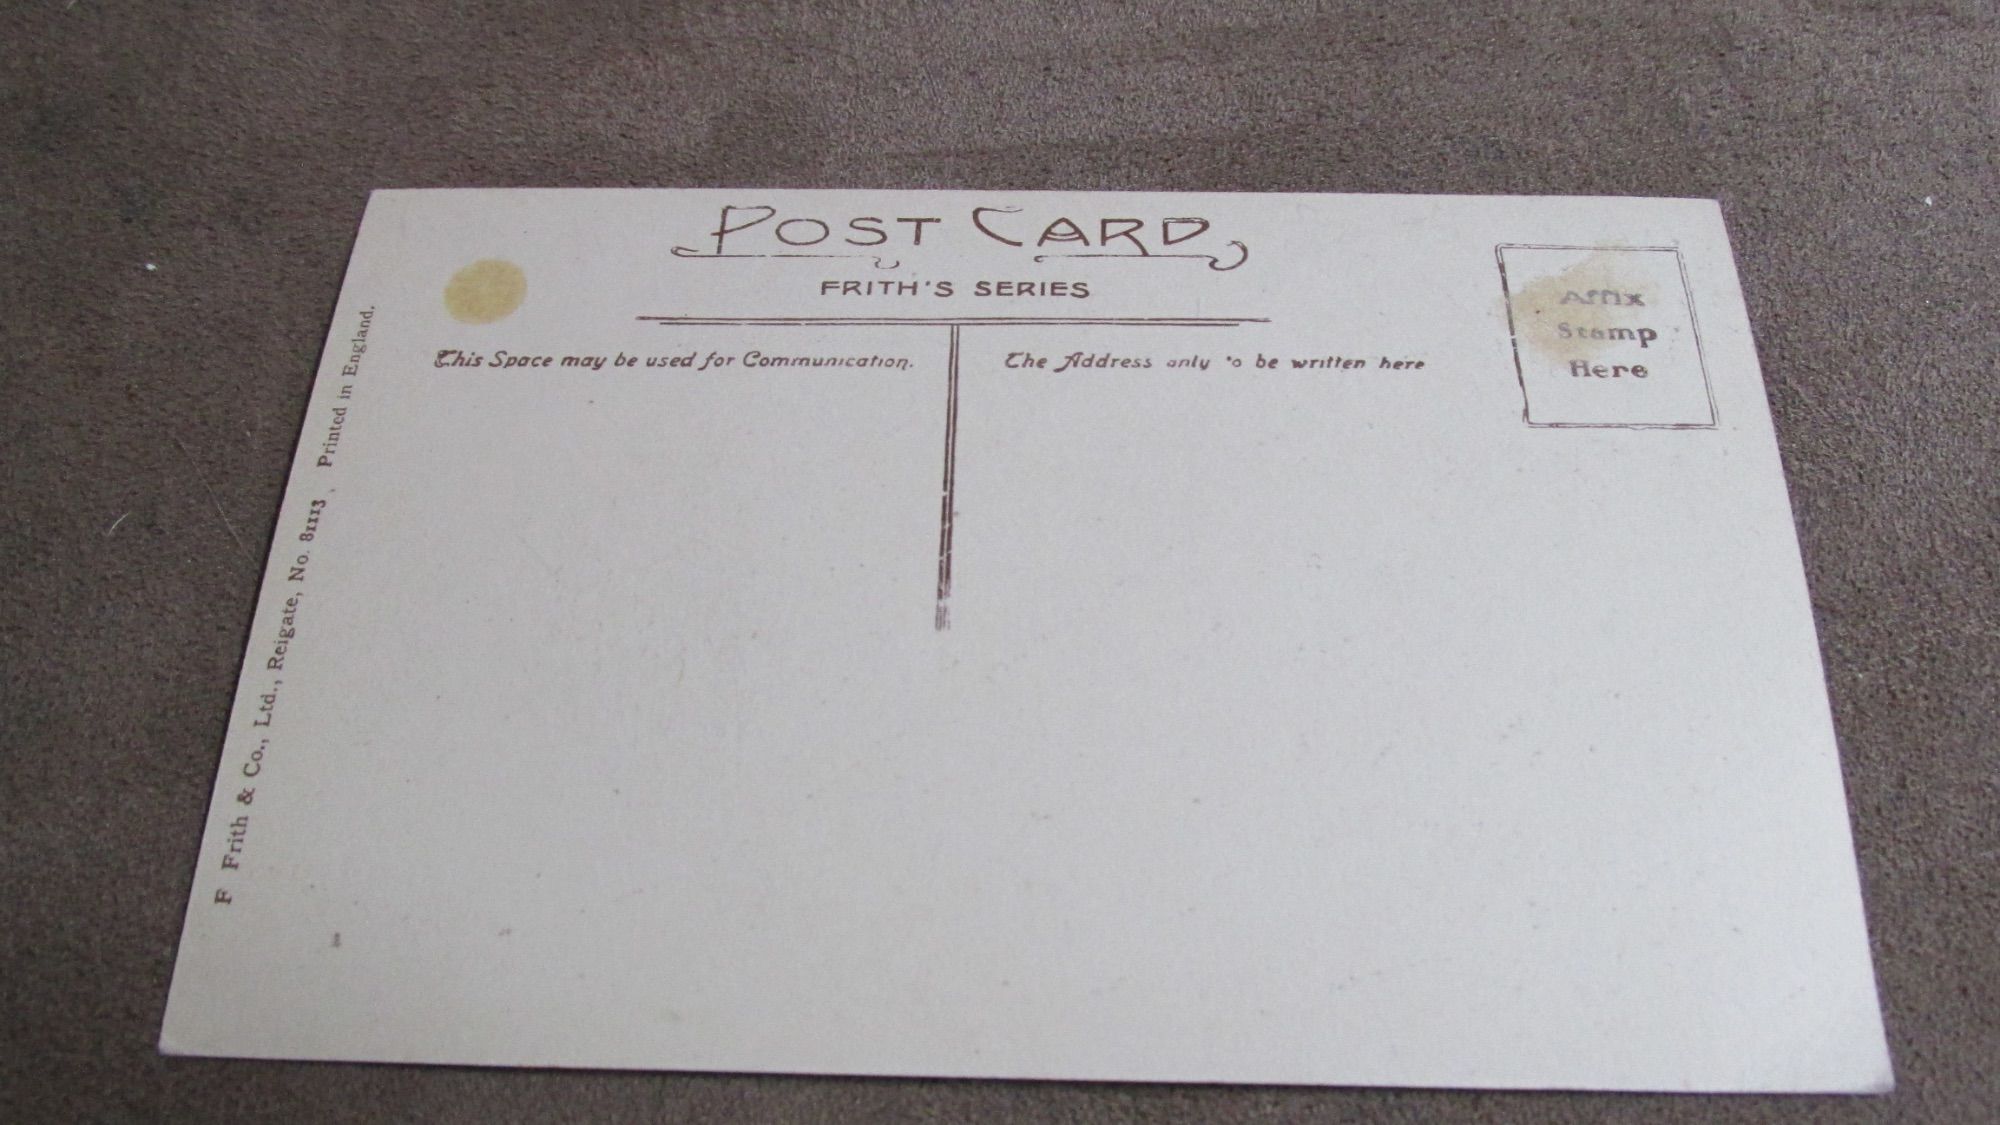 POST CARD
FRITH'S SERIES
This Space may be used for Communication.
The Address only to be written here
Affix
Stamp
Here
F Frith & Co., Ltd., Reigate, No. 81113. Printed in England.